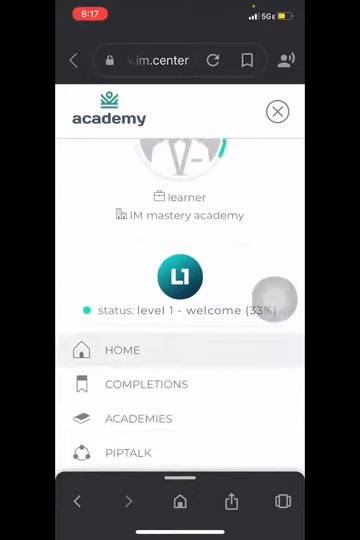 8:17
5GE
w.im.center
academy
learner
IM mastery academy
L1
status: level 1 - welcome (33%)
HOME
COMPLETIONS
ACADEMIES
PIPTALK